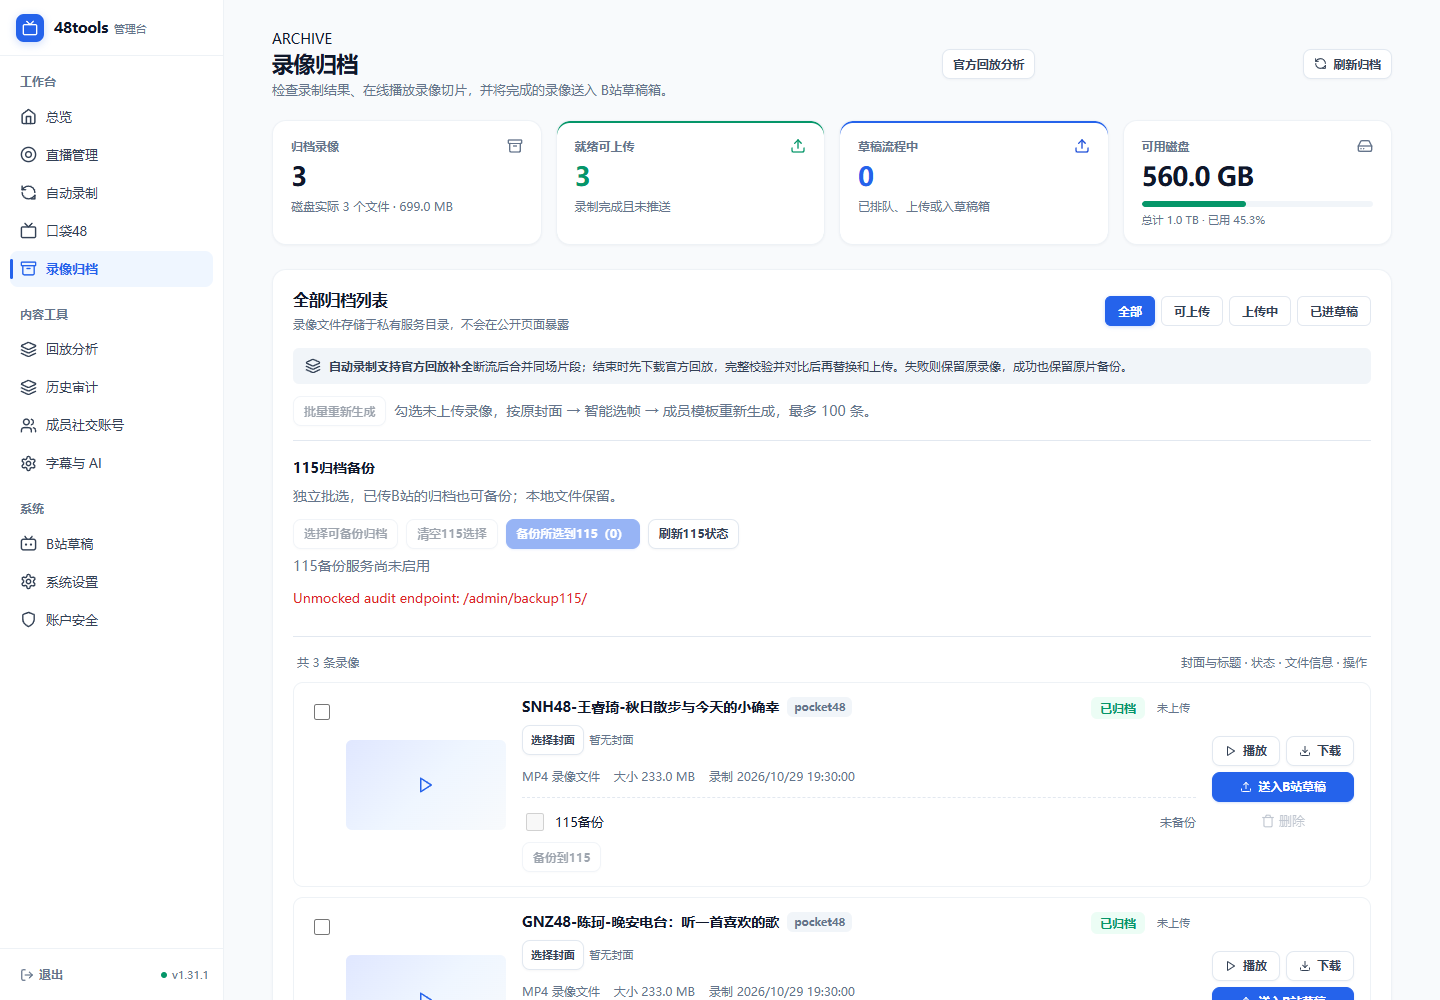 48tools 管理台
工作台
总览
直播管理
自动录制
口袋48
录像归档
内容工具
回放分析
历史审计
成员社交账号
字幕与 AI
系统
B站草稿
系统设置
账户安全
退出
v1.31.1
ARCHIVE
录像归档
检查录制结果、在线播放录像切片，并将完成的录像送入 B站草稿箱。
官方回放分析
刷新归档
归档录像
3
磁盘实际 3 个文件 · 699.0 MB
就绪可上传
3
录制完成且未推送
草稿流程中
0
已排队、上传或入草稿箱
可用磁盘
560.0 GB
总计 1.0 TB · 已用 45.3%
全部归档列表
录像文件存储于私有服务目录，不会在公开页面暴露
全部
可上传
上传中
已进草稿
自动录制支持官方回放补全断流后合并同场片段；结束时先下载官方回放，完整校验并对比后再替换和上传。失败则保留原录像，成功也保留原片备份。
批量重新生成
勾选未上传录像，按原封面 → 智能选帧 → 成员模板重新生成，最多 100 条。
115归档备份
独立批选，已传B站的归档也可备份；本地文件保留。
选择可备份归档
清空115选择
备份所选到115（0）
刷新115状态
115备份服务尚未启用
Unmocked audit endpoint: /admin/backup115/
共 3 条录像
封面与标题 · 状态 · 文件信息 · 操作
SNH48-王睿琦-秋日散步与今天的小确幸 pocket48
已归档 未上传
选择封面 暂无封面
MP4 录像文件 大小 233.0 MB 录制 2026/10/29 19:30:00
播放
下载
送入B站草稿
删除
115备份
未备份
备份到115
GNZ48-陈珂-晚安电台：听一首喜欢的歌 pocket48
已归档 未上传
选择封面 暂无封面
MP4 录像文件 大小 233.0 MB 录制 2026/10/29 19:30:00
播放
下载
送入B站草稿